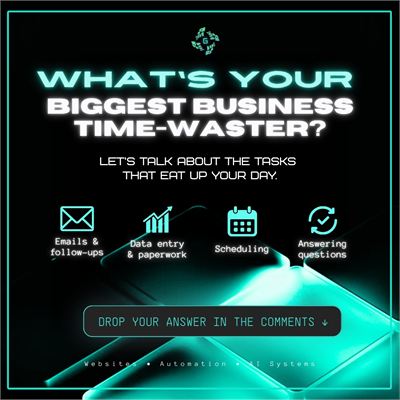 WHAT'S YOUR
BIGGEST BUSINESS
TIME-WASTER?
LET'S TALK ABOUT THE TASKS
THAT EAT UP YOUR DAY.
Emails &
follow-ups
Data entry
& paperwork
Scheduling
Answering
questions
DROP YOUR ANSWER IN THE COMMENTS ↓
Websites • Automation • AI Systems